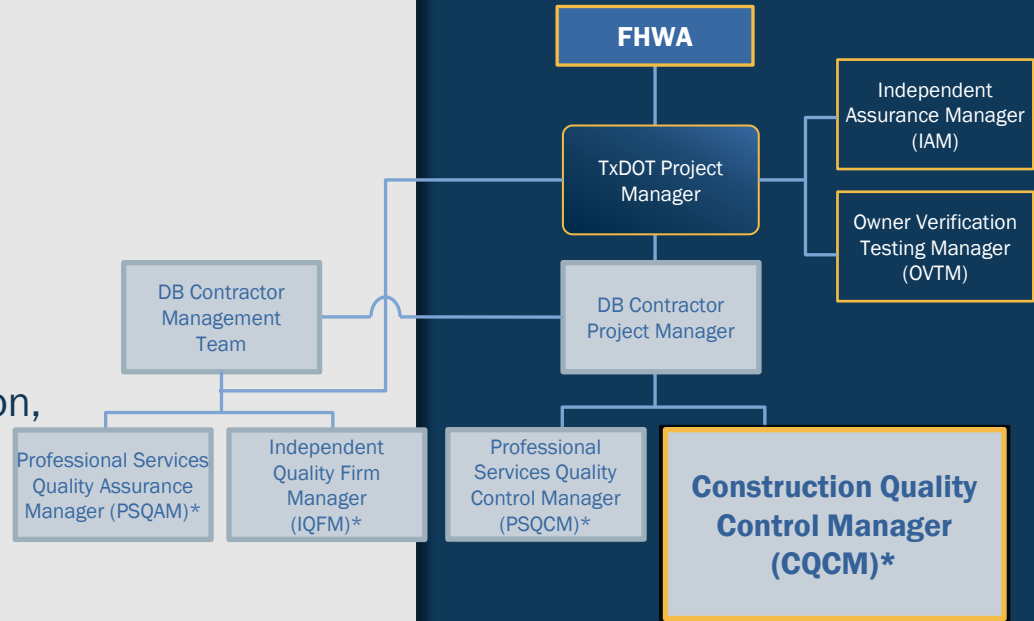 FHWA
Independent
Assurance Manager
(IAM)
TxDOT Project
Manager
Owner Verification
Testing Manager
(OVTM)
DB Contractor
Management
Team
DB Contractor
Project Manager
on,
Professional Services
Quality Assurance
Manager (PSQAM)*
Independent
Quality Firm
Manager
(IQFM)*
Professional
Services Quality
Control Manager
(PSQCM)*
Construction Quality
Control Manager
(CQCM)*